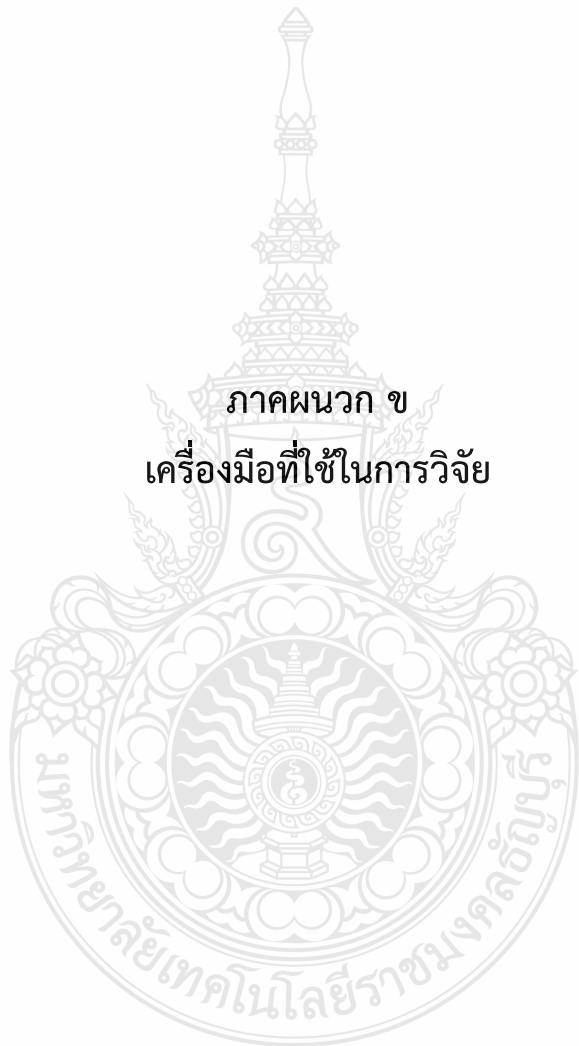 ภาคผนวก ข
เครื่องมือที่ใช้ในการวิจัย
มหาวิทยาลัยเทคโนโลยีราชมงคลธัญบุรี